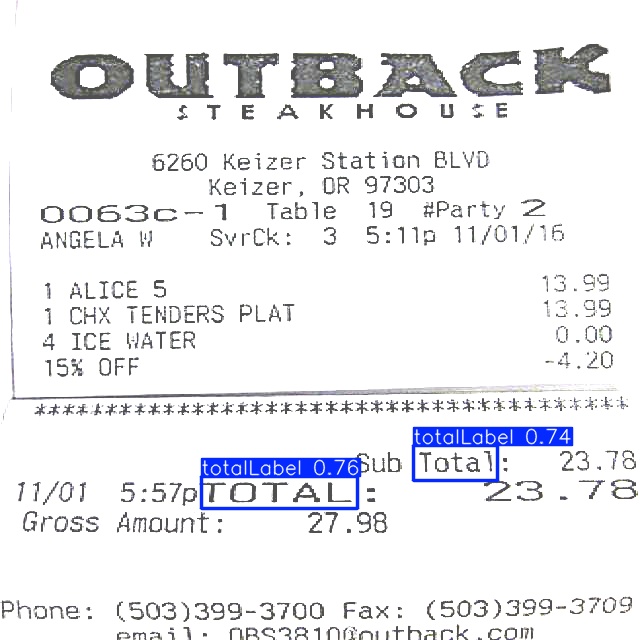 OUTBACK
STEAKHOUSE
6260 Keizer Station BLVD
Keizer, OR 97303
0063c-1 Table 19 #Party 2
ANGELA W SvrCk: 3 5:11p 11/01/16
1 ALICE 5 13.99
1 CHX TENDERS PLAT 13.99
4 ICE WATER 0.00
15% OFF -4.20
totalLabel 0.74
Sub Total: 23.78
totalLabel 0.76
11/01 5:57p TOTAL: 23.78
Gross Amount: 27.98
Phone: (503)399-3700 Fax: (503)399-3709
email: OBS3810@outback.com